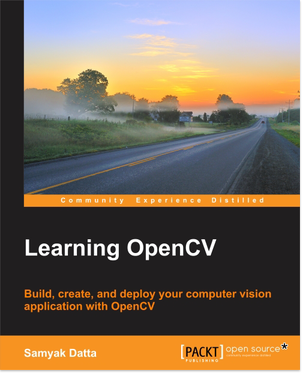 Community Experience Distilled
Learning OpenCV
Build, create, and deploy your computer vision
application with OpenCV
Samyak Datta
[PACKT]
PUBLISHING
open source*